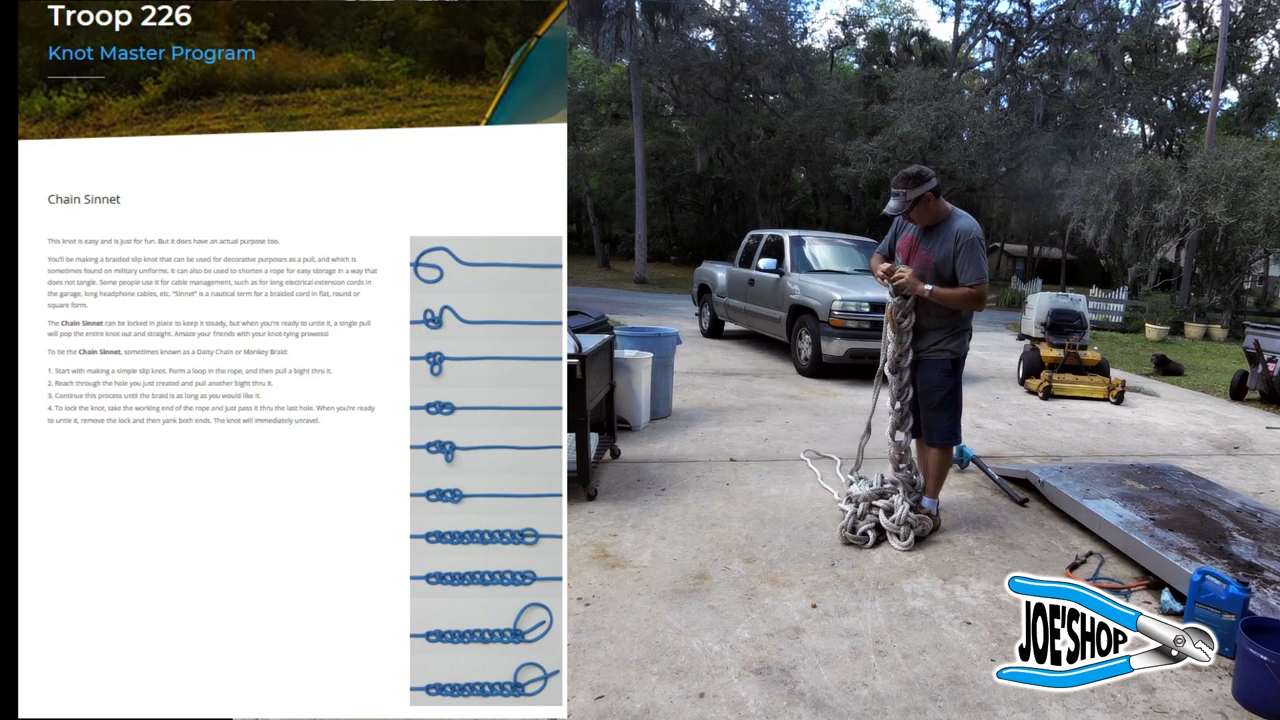 Troop 226
Knot Master Program
Chain Sinnet
This knot is easy and is just for fun. But it does have an actual purpose too.
You'll be making a braided slip knot that can be used for decorative purposes as a pull, and which is
sometimes found on military uniforms. It can also be used to shorten a rope for easy storage in a way that
does not tangle. Some people use it for cable management, such as for long electrical extension cords in
the garage, long headphone cables, etc. "Sinnet" is a nautical term for a braided cord in flat, round or
square form.
The Chain Sinnet can be locked in place to keep it steady, but when you're ready to untie it, a single pull
will pop the entire knot out and straight. Amaze your friends with your knot-tying prowess!
To tie the Chain Sinnet, sometimes known as a Daisy Chain or Monkey Braid:
1. Start with making a simple slip knot. Form a loop in the rope, and then pull a bight thru it.
2. Reach through the hole you just created and pull another bight thru it.
3. Continue this process until the braid is as long as you would like it.
4. To lock the knot, take the working end of the rope and just pass it thru the last hole. When you're ready
to untie it, remove the lock and then yank both ends. The knot will immediately unravel.
JOE'SHOP